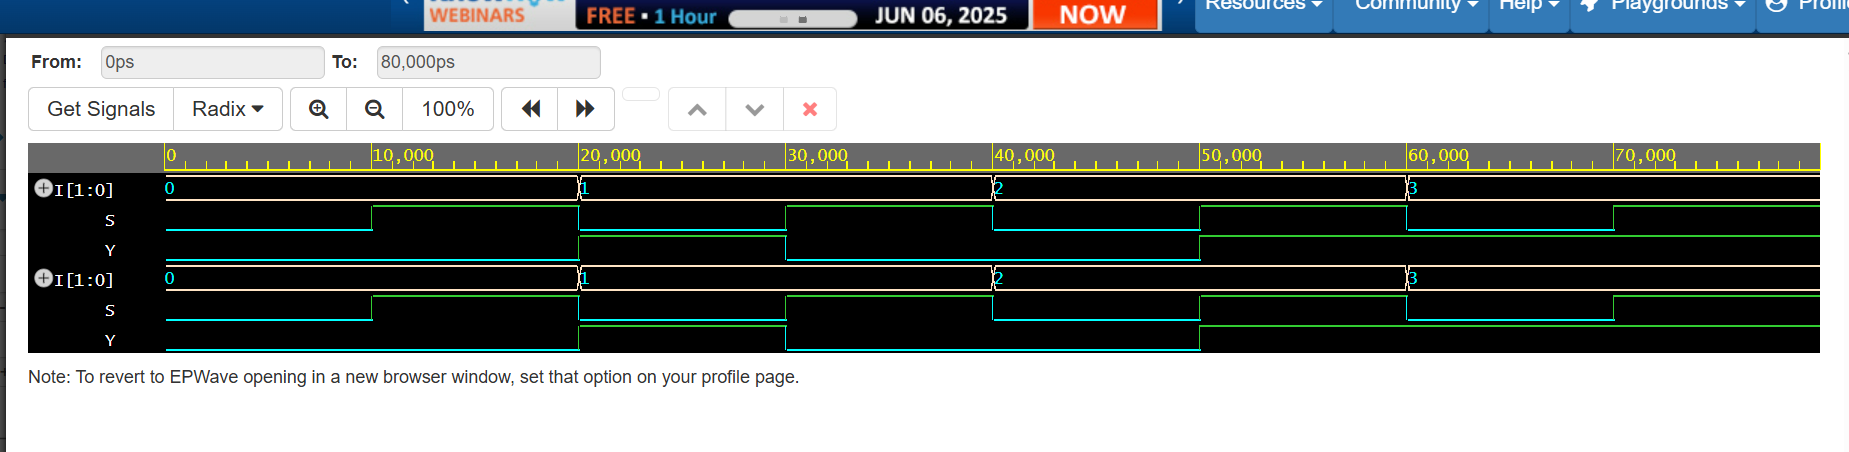 WEBINARS
FREE ▪ 1 Hour
JUN 06, 2025
NOW
Resources
Community
Help
Playgrounds
From: 0ps To: 80,000ps
Get Signals Radix 100%
0 10,000 20,000 30,000 40,000 50,000 60,000 70,000
I[1:0] 0 1 2 3
S
Y
I[1:0] 0 1 2 3
S
Y
Note: To revert to EPWave opening in a new browser window, set that option on your profile page.